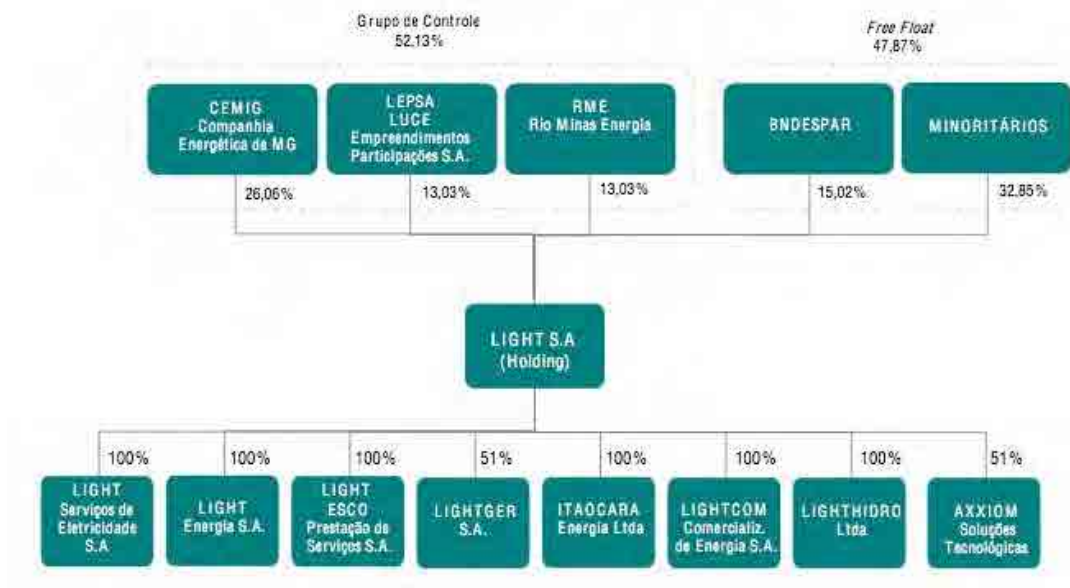 Grupo de Controle
52,13%
Free Float
47,87%
CEMIG
Companhia
Energética de MG
LEPSA
LUCE
Empreendimentos
Participações S.A.
RME
Rio Minas Energia
BNDESPAR
MINORITÁRIOS
26,06%
13,03%
13,03%
15,02%
32,85%
LIGHT S.A
(Holding)
100%
100%
100%
51%
100%
100%
100%
51%
LIGHT
Serviços de
Eletricidade
S.A
LIGHT
Energia S.A.
LIGHT
ESCO
Prestação de
Serviços S.A.
LIGHTGER
S.A.
ITAOCARA
Energia Ltda
LIGHTCOM
Comercializ.
de Energia S.A.
LIGHTHIDRO
Ltda.
AXXIOM
Soluções
Tecnológicas